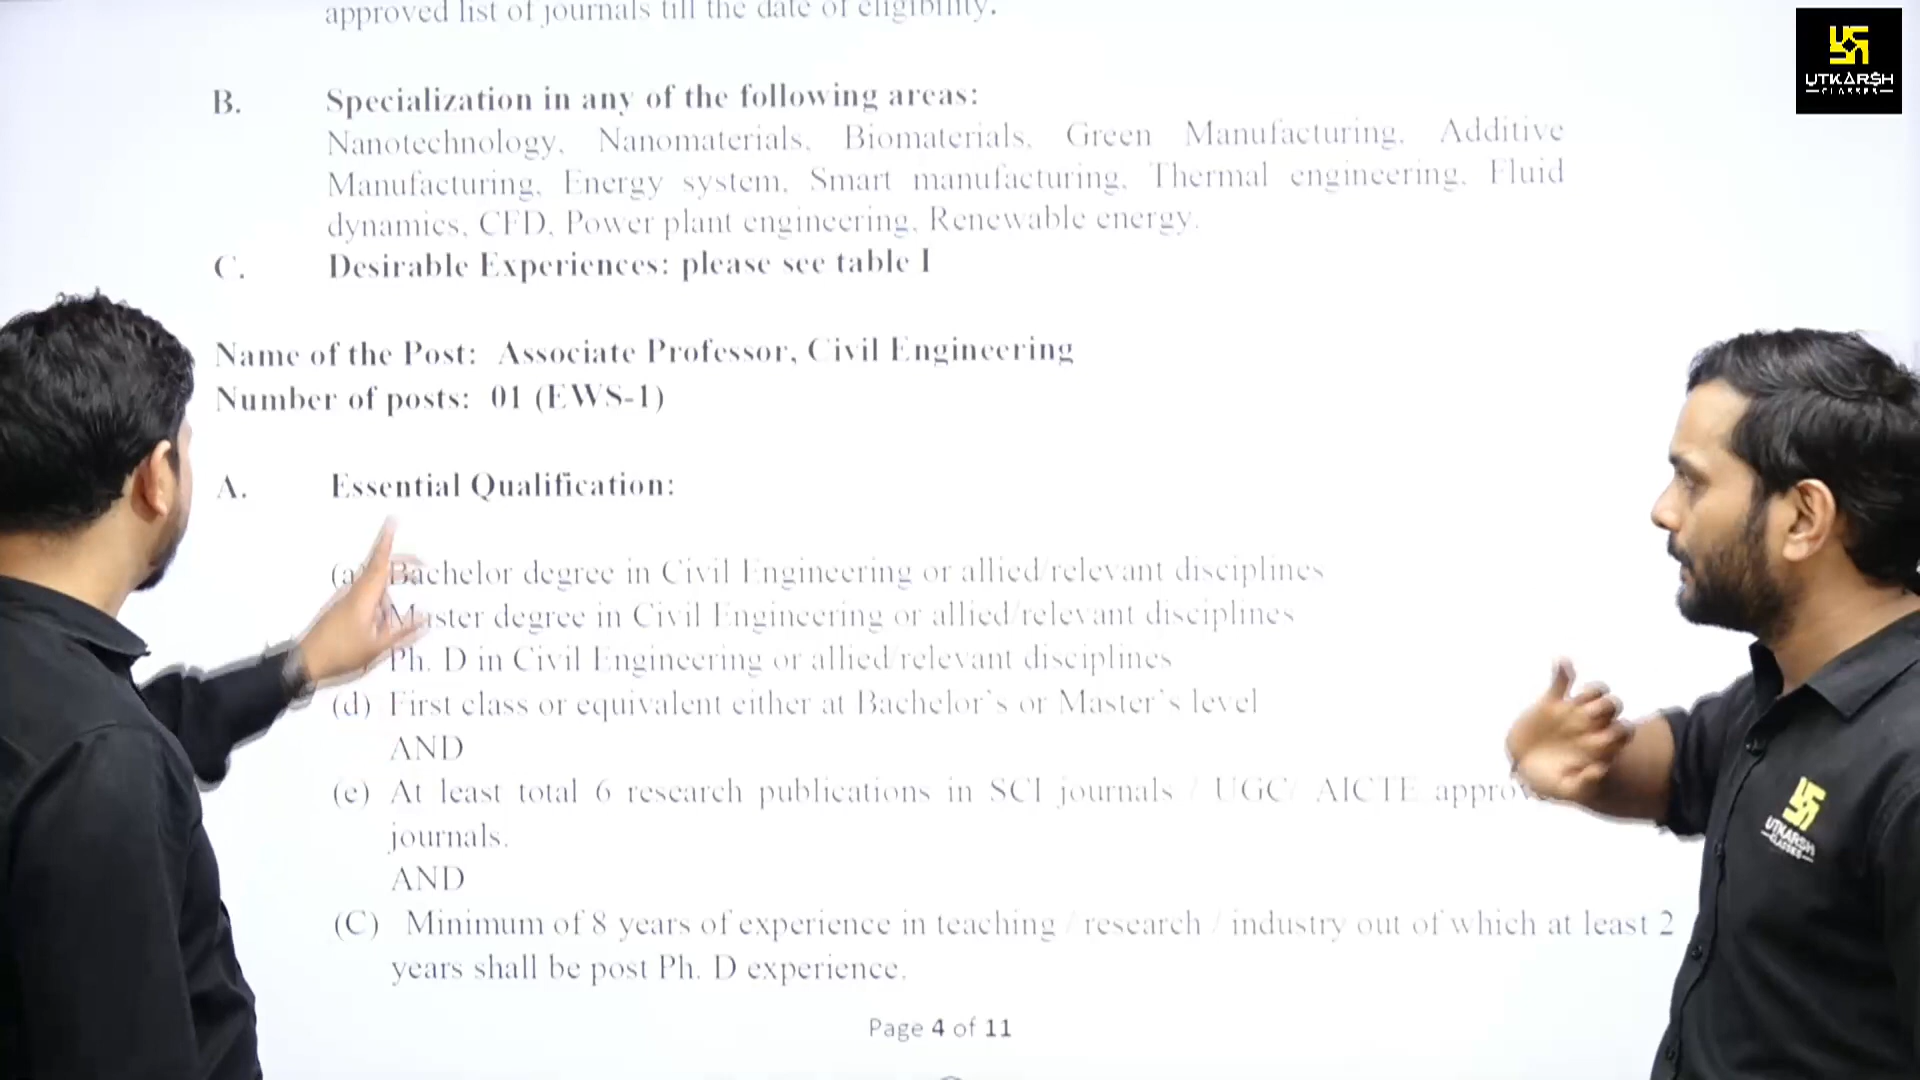 approved list of journals till the date of eligibility.
UTKARSH
CLASSES
B. Specialization in any of the following areas:
Nanotechnology, Nanomaterials, Biomaterials, Green Manufacturing, Additive
Manufacturing, Energy system, Smart manufacturing, Thermal engineering, Fluid
dynamics, CFD, Power plant engineering, Renewable energy.
C. Desirable Experiences: please see table I
Name of the Post: Associate Professor, Civil Engineering
Number of posts: 01 (EWS-1)
A. Essential Qualification:
(a) Bachelor degree in Civil Engineering or allied/relevant disciplines
Master degree in Civil Engineering or allied/relevant disciplines
Ph. D in Civil Engineering or allied/relevant disciplines
(d) First class or equivalent either at Bachelor's or Master's level
AND
(e) At least total 6 research publications in SCI journals / UGC/ AICTE
journals.
AND
(C) Minimum of 8 years of experience in teaching / research / industry out of which at least 2
years shall be post Ph. D experience.
Page 4 of 11
UTKARSH
CLASSES